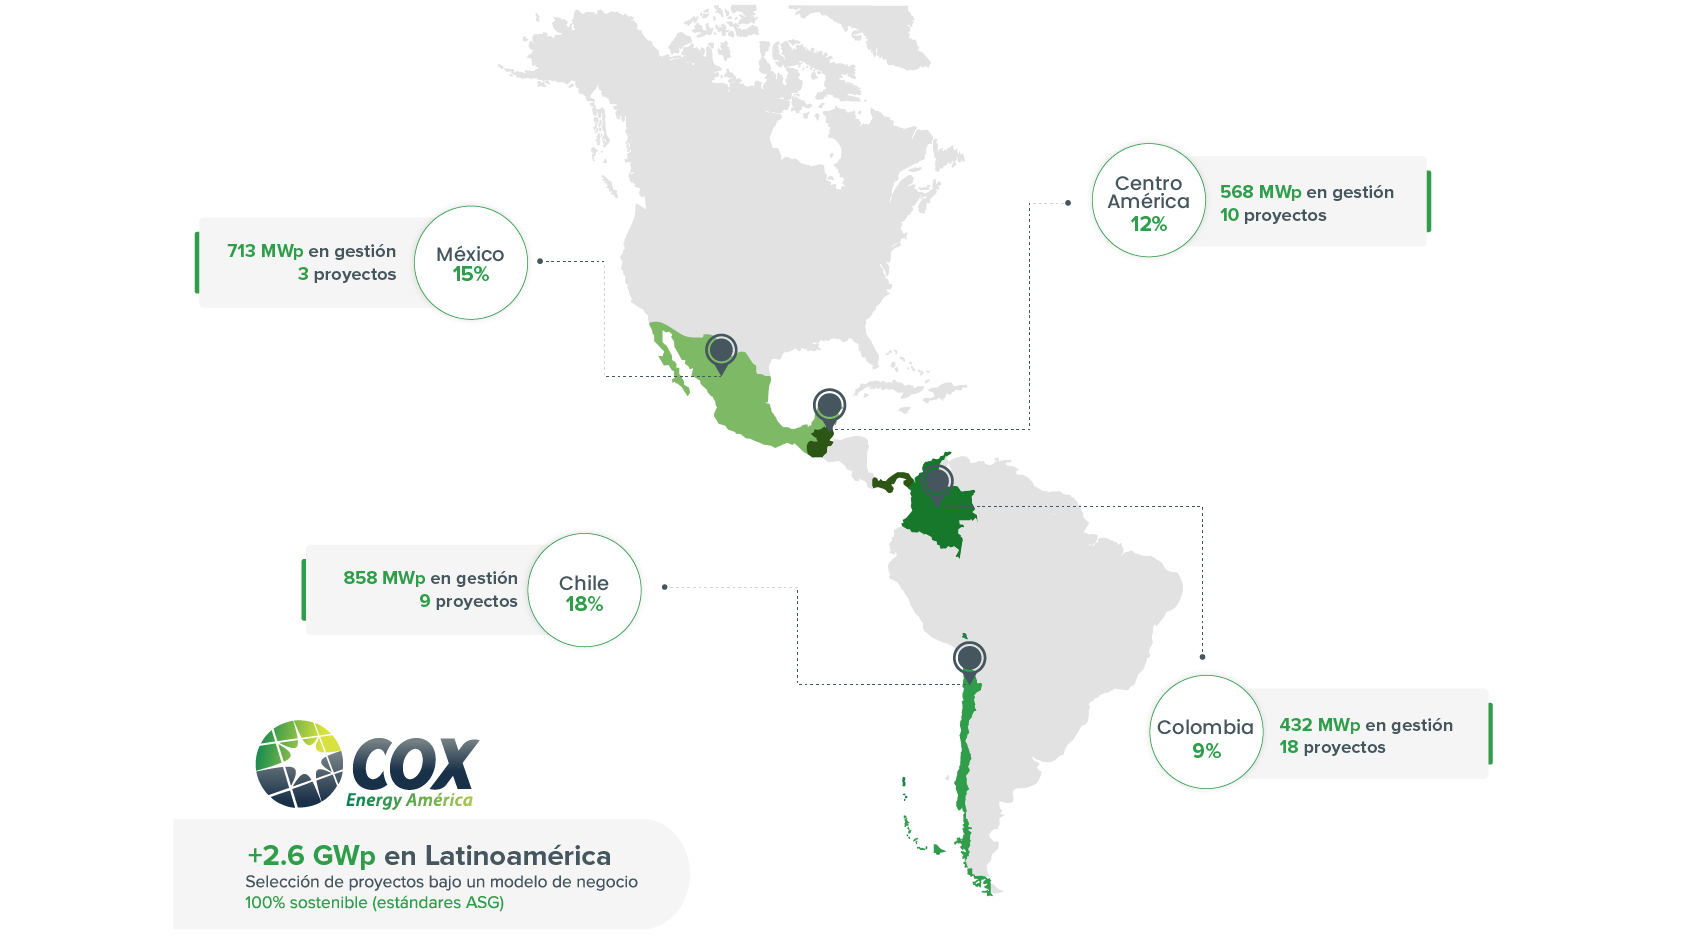 Centro
América
12%
568 MWp en gestión
10 proyectos
713 MWp en gestión
3 proyectos
México
15%
858 MWp en gestión
9 proyectos
Chile
18%
Colombia
9%
432 MWp en gestión
18 proyectos
COX
Energy América
+2.6 GWp en Latinoamérica
Selección de proyectos bajo un modelo de negocio
100% sostenible (estándares ASG)